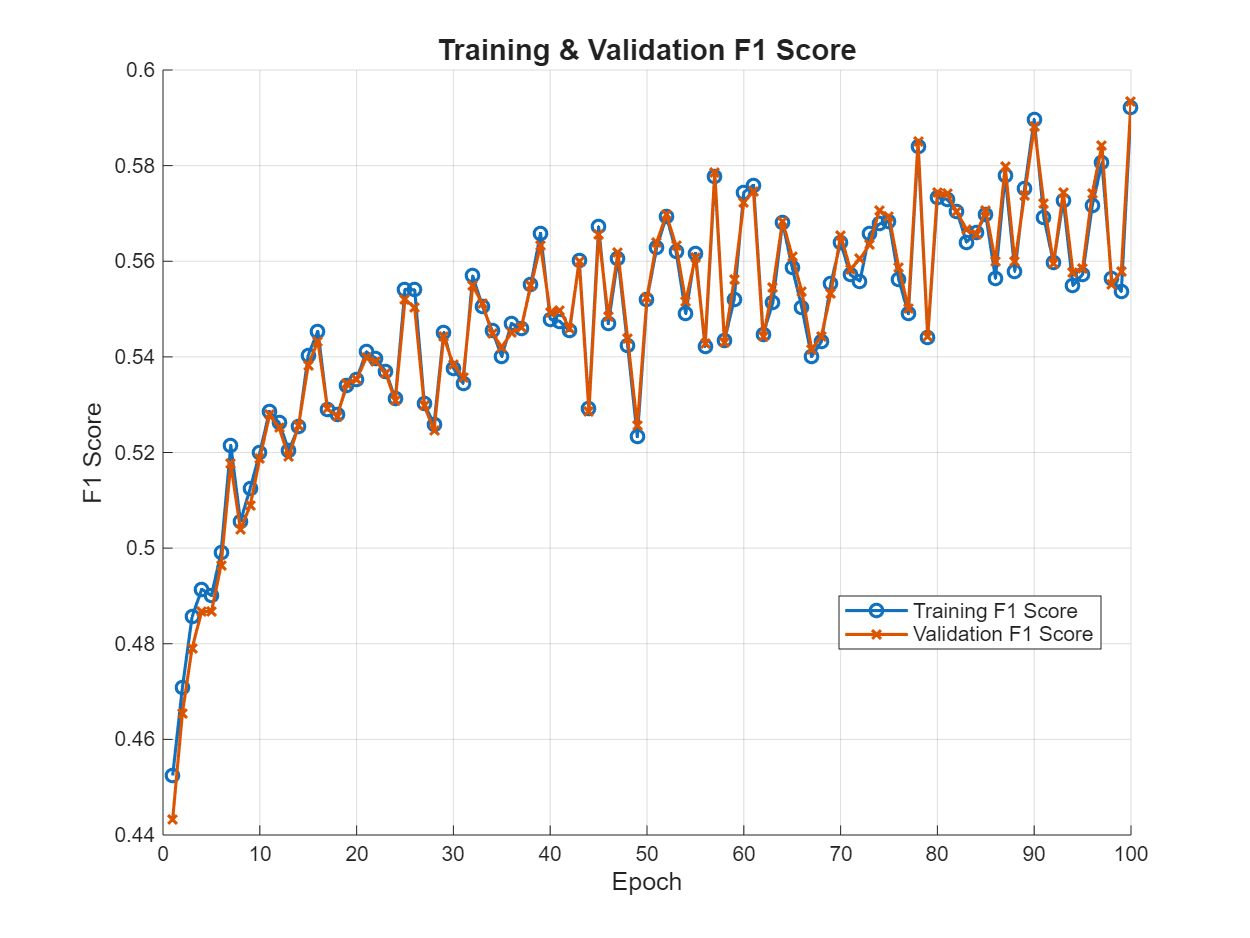 Training & Validation F1 Score
0.6
0.58
0.56
0.54
0.52
0.5
0.48
0.46
0.44
F1 Score
Training F1 Score
Validation F1 Score
0 10 20 30 40 50 60 70 80 90 100
Epoch